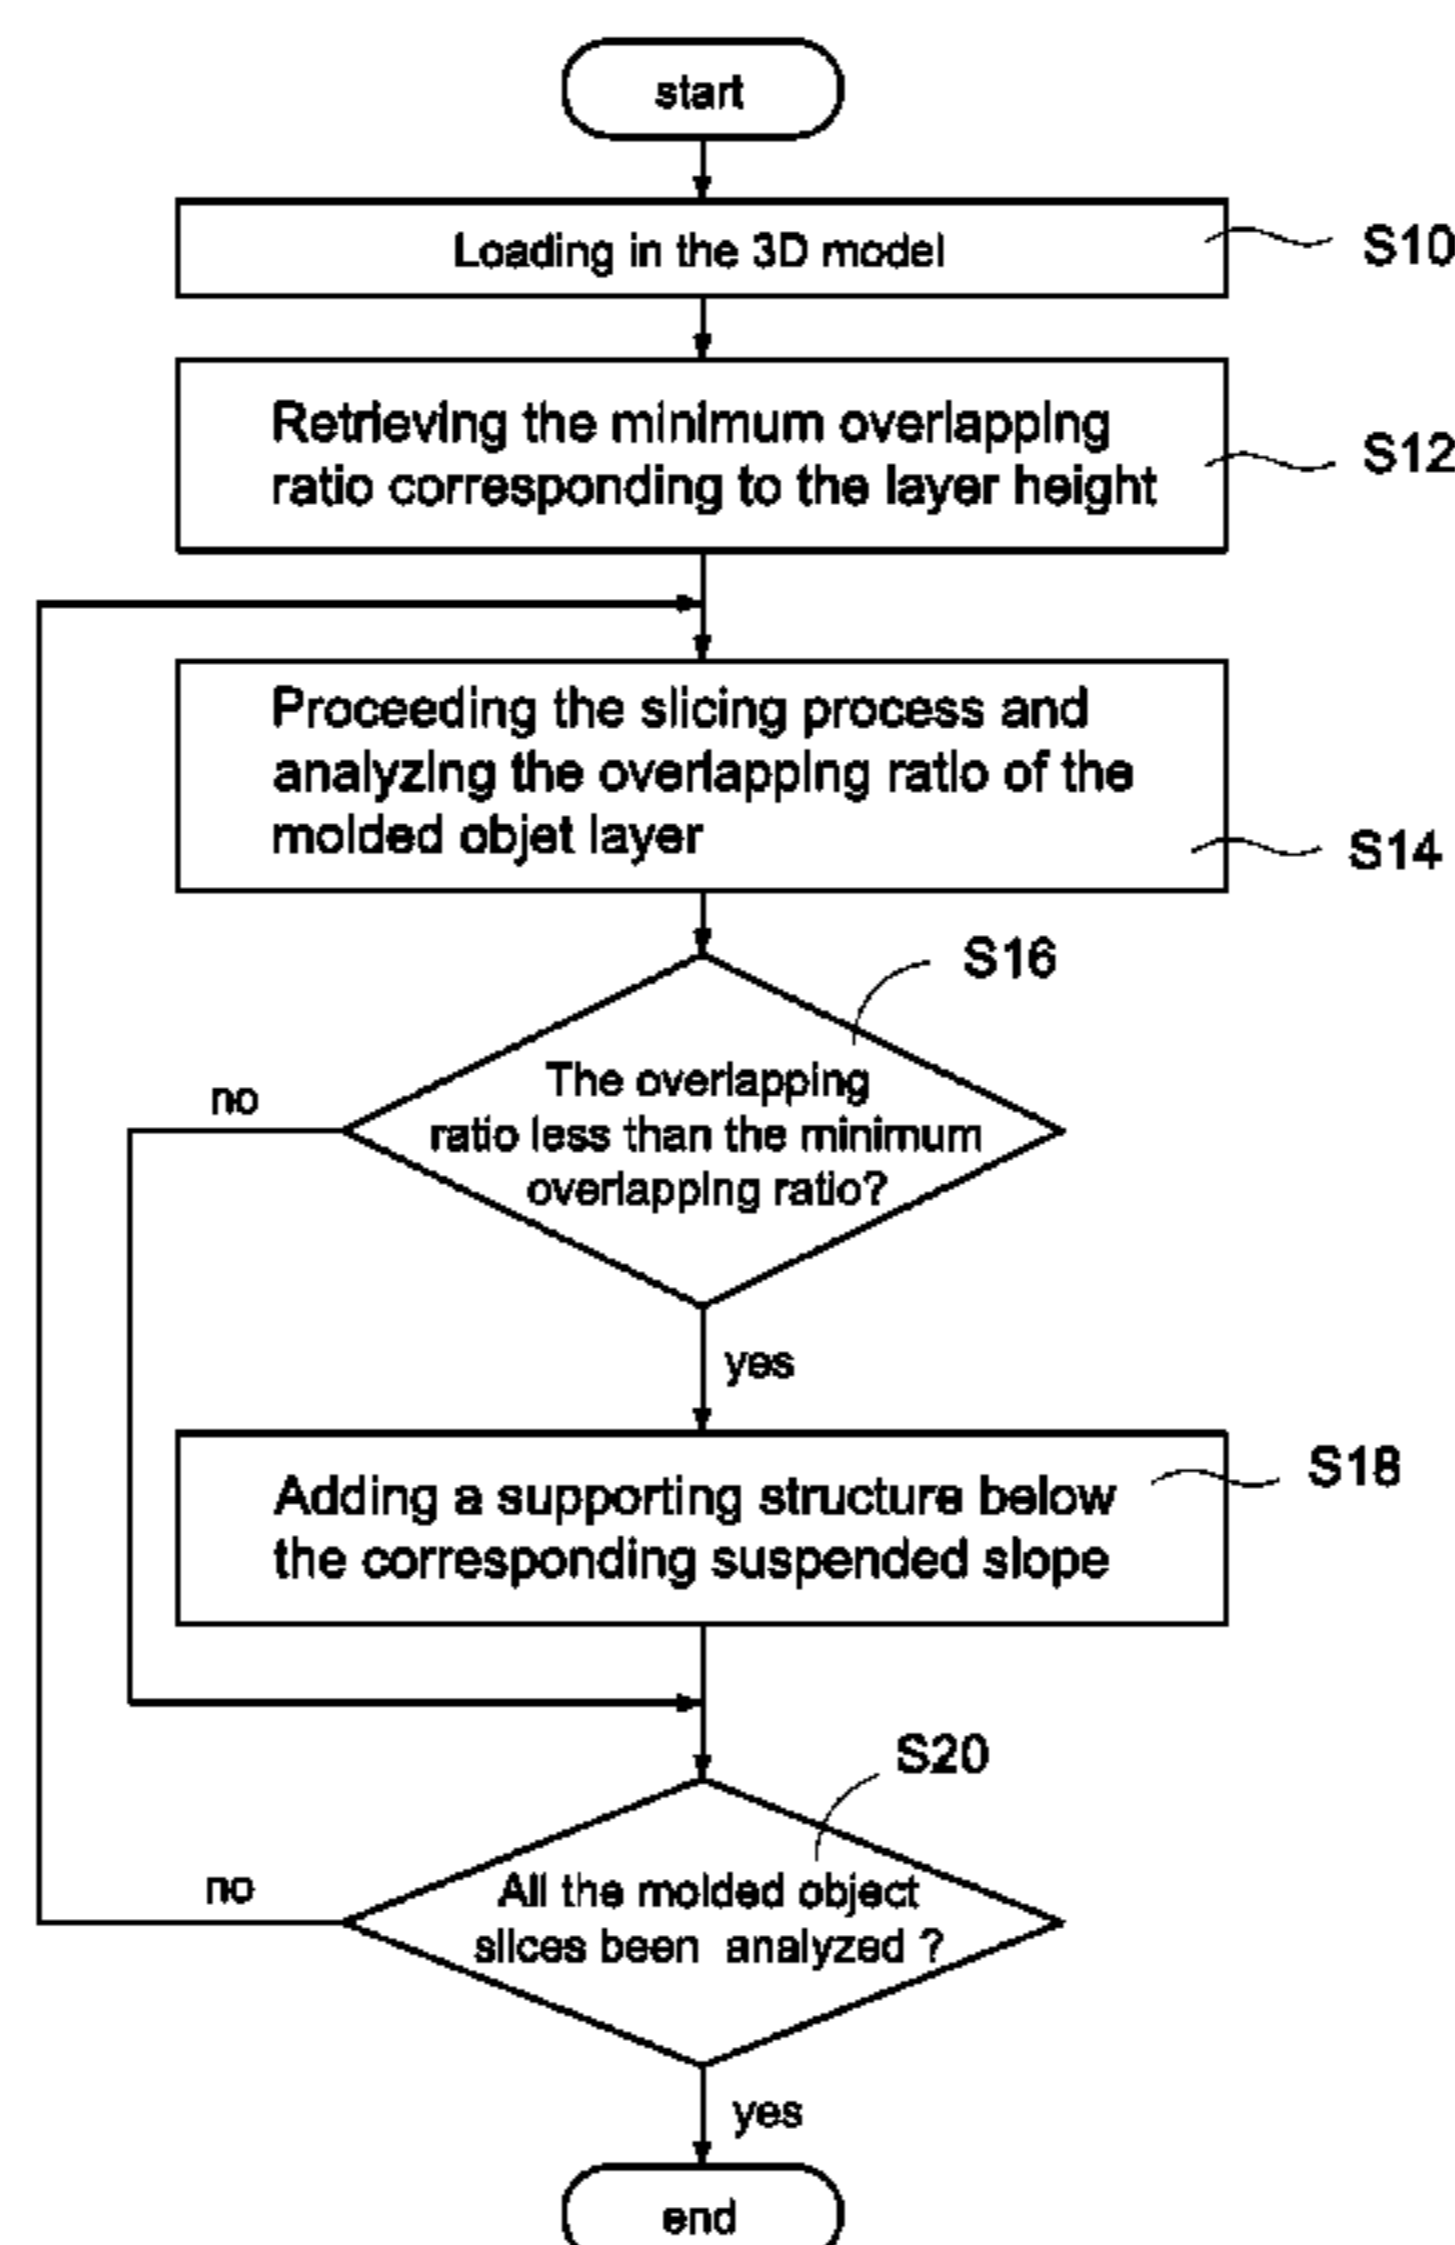 start
Loading in the 3D model
S10
Retrieving the minimum overlapping
ratio corresponding to the layer height
S12
Proceeding the slicing process and
analyzing the overlapping ratio of the
molded objet layer
S14
S16
The overlapping
ratio less than the minimum
overlapping ratio?
no
yes
Adding a supporting structure below
the corresponding suspended slope
S18
S20
All the molded object
slices been analyzed ?
no
yes
end